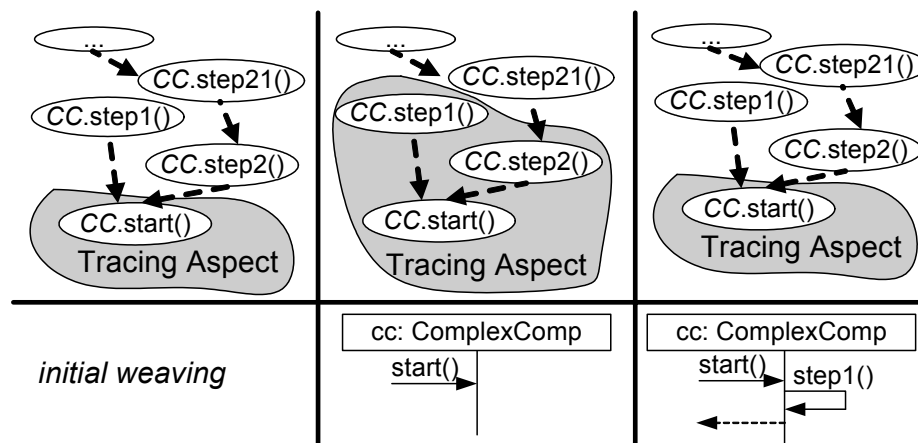 ...
CC.step21()
CC.step1()
CC.step2()
CC.start()
Tracing Aspect
...
CC.step21()
CC.step1()
CC.step2()
CC.start()
Tracing Aspect
...
CC.step21()
CC.step1()
CC.step2()
CC.start()
Tracing Aspect
initial weaving
cc: ComplexComp
start()
cc: ComplexComp
start()
step1()